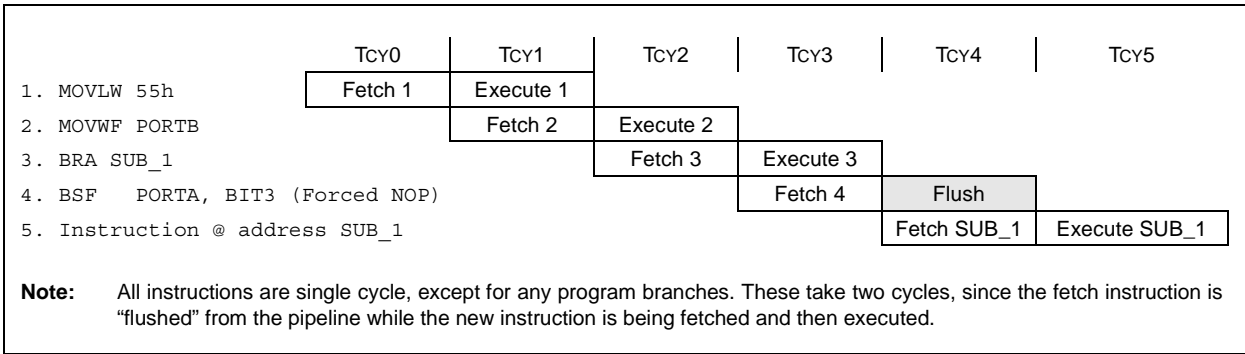 TCY0 TCY1 TCY2 TCY3 TCY4 TCY5
1. MOVLW 55h Fetch 1 Execute 1
2. MOVWF PORTB Fetch 2 Execute 2
3. BRA SUB_1 Fetch 3 Execute 3
4. BSF PORTA, BIT3 (Forced NOP) Fetch 4 Flush
5. Instruction @ address SUB_1 Fetch SUB_1 Execute SUB_1
Note: All instructions are single cycle, except for any program branches. These take two cycles, since the fetch instruction is
“flushed” from the pipeline while the new instruction is being fetched and then executed.